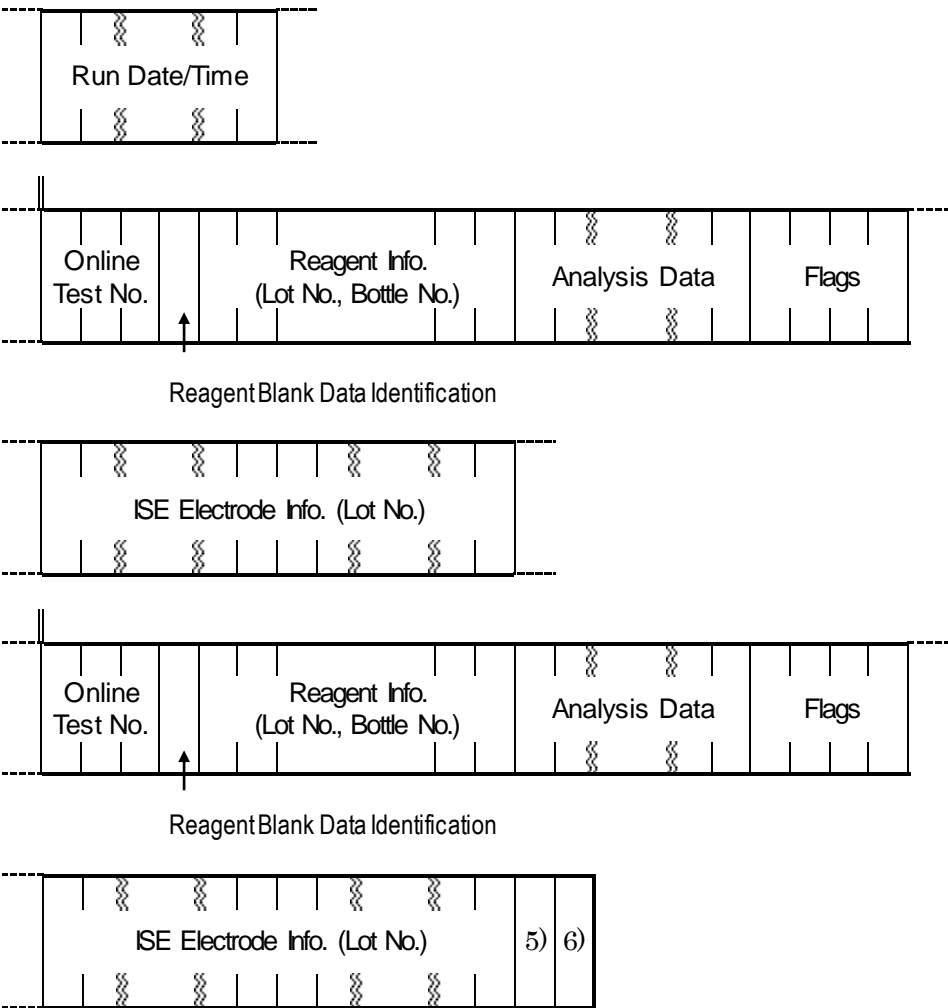 Run Date/Time
Online
Test No.
Reagent Info.
(Lot No., Bottle No.)
Analysis Data
Flags
Reagent Blank Data Identification
ISE Electrode Info. (Lot No.)
Online
Test No.
Reagent Info.
(Lot No., Bottle No.)
Analysis Data
Flags
Reagent Blank Data Identification
ISE Electrode Info. (Lot No.)
5)
6)